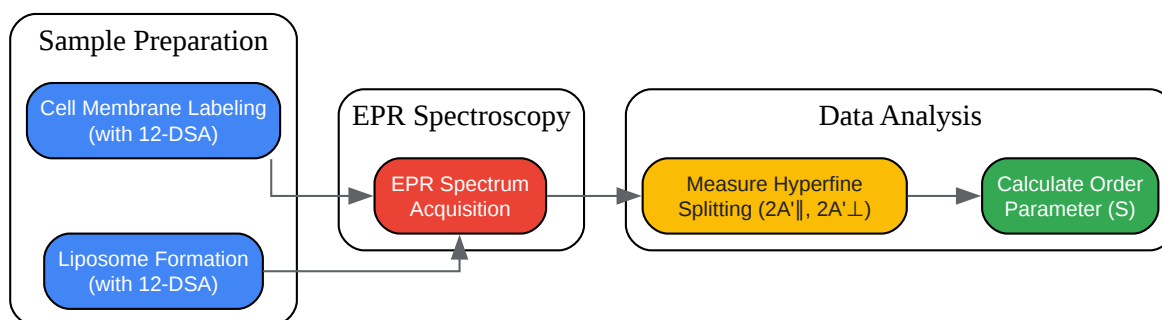 Sample Preparation
Cell Membrane Labeling
(with 12-DSA)
Liposome Formation
(with 12-DSA)
EPR Spectroscopy
EPR Spectrum
Acquisition
Data Analysis
Measure Hyperfine
Splitting (2A'∥, 2A'⊥)
Calculate Order
Parameter (S)